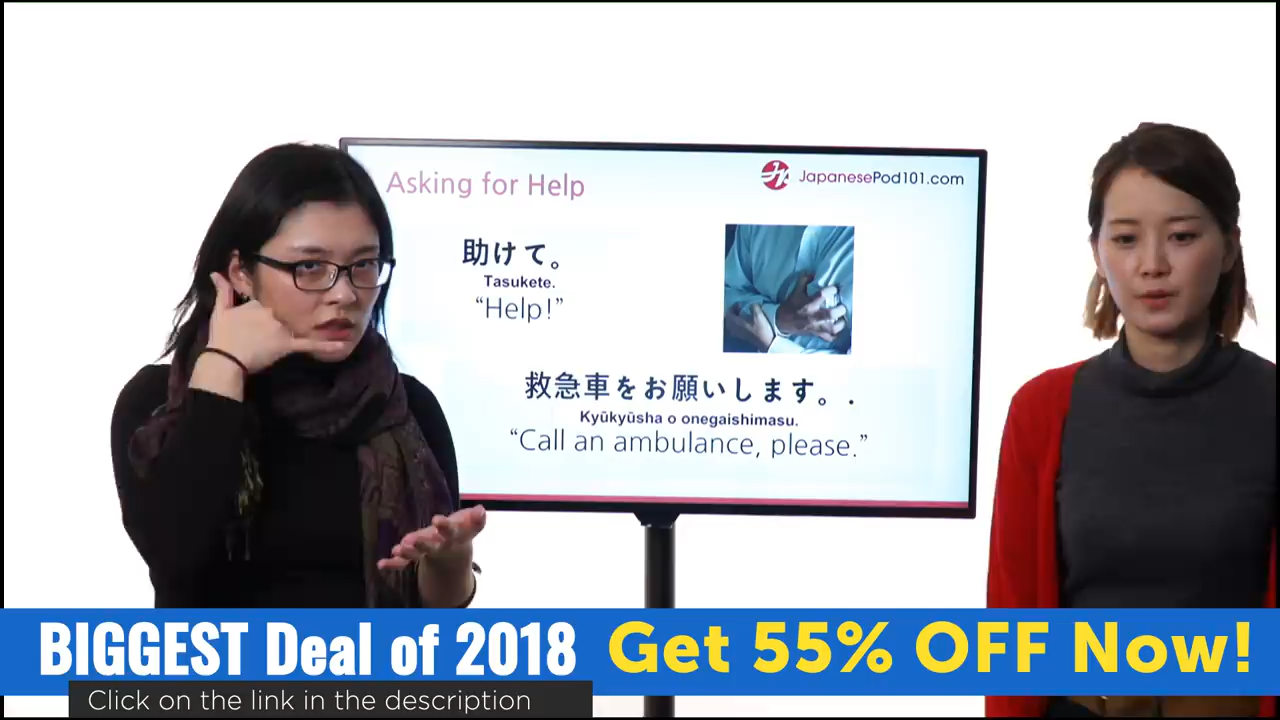 Asking for Help
JapanesePod101.com
助けて。
Tasukete.
“Help!”
救急車をお願いします。.
Kyūkyūsha o onegaishimasu.
“Call an ambulance, please.”
BIGGEST Deal of 2018 Get 55% OFF Now!
Click on the link in the description